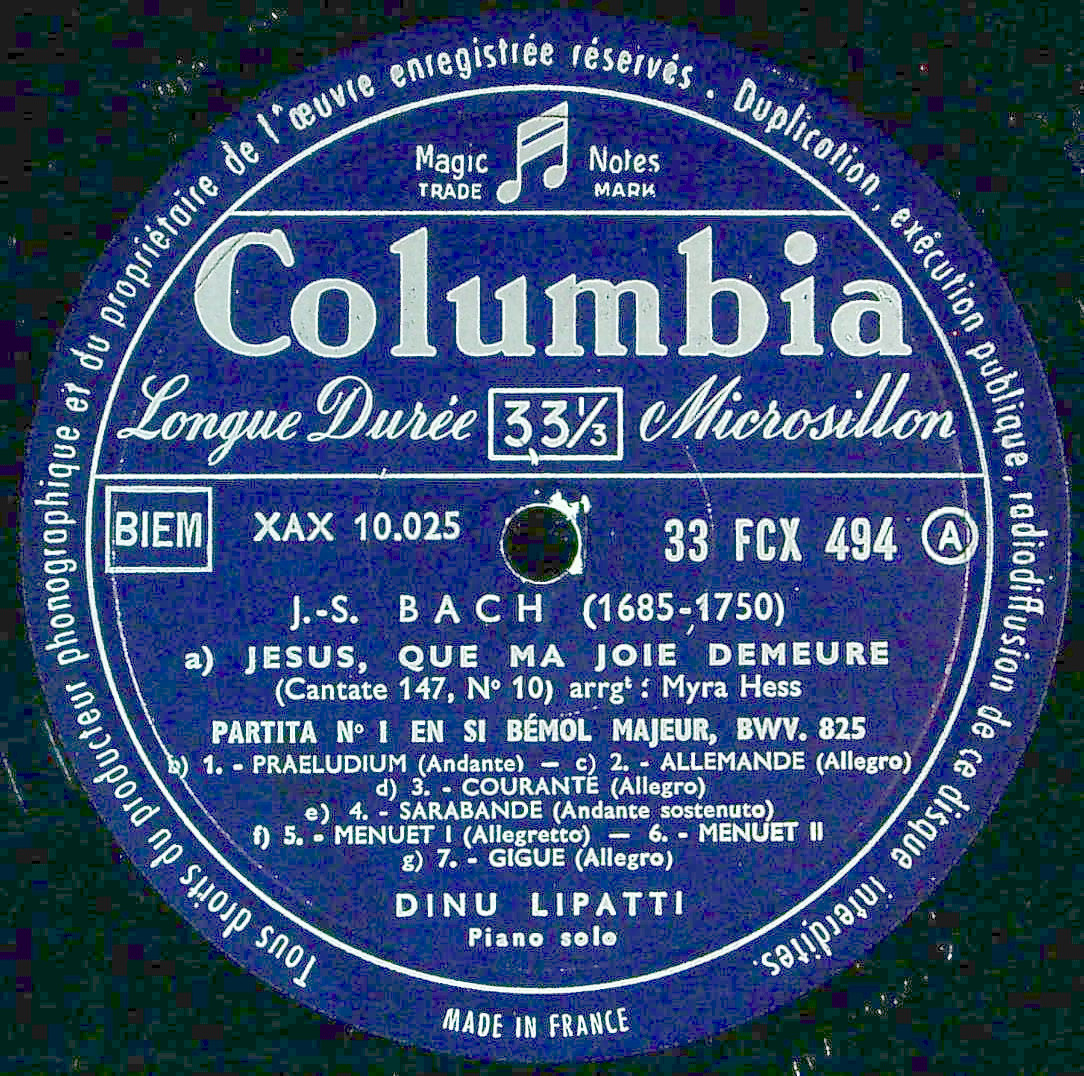 Tous droits du producteur phonographique et du propriétaire de l'œuvre enregistrée réservés. Duplication, exécution publique, radiodiffusion de ce disque interdites.
Magic Notes
TRADE MARK
Columbia
Longue Durée 33⅓ Microsillon
BIEM XAX 10.025 33 FCX 494 A
J.-S. BACH (1685-1750)
a) JESUS, QUE MA JOIE DEMEURE
(Cantate 147, Nº 10) arrgᵗ : Myra Hess
PARTITA Nº I EN SI BÉMOL MAJEUR, BWV. 825
b) 1. - PRAELUDIUM (Andante) — c) 2. - ALLEMANDE (Allegro)
d) 3. - COURANTE (Allegro)
e) 4. - SARABANDE (Andante sostenuto)
f) 5. - MENUET I (Allegretto) — 6. - MENUET II
g) 7. - GIGUE (Allegro)
DINU LIPATTI
Piano solo
MADE IN FRANCE